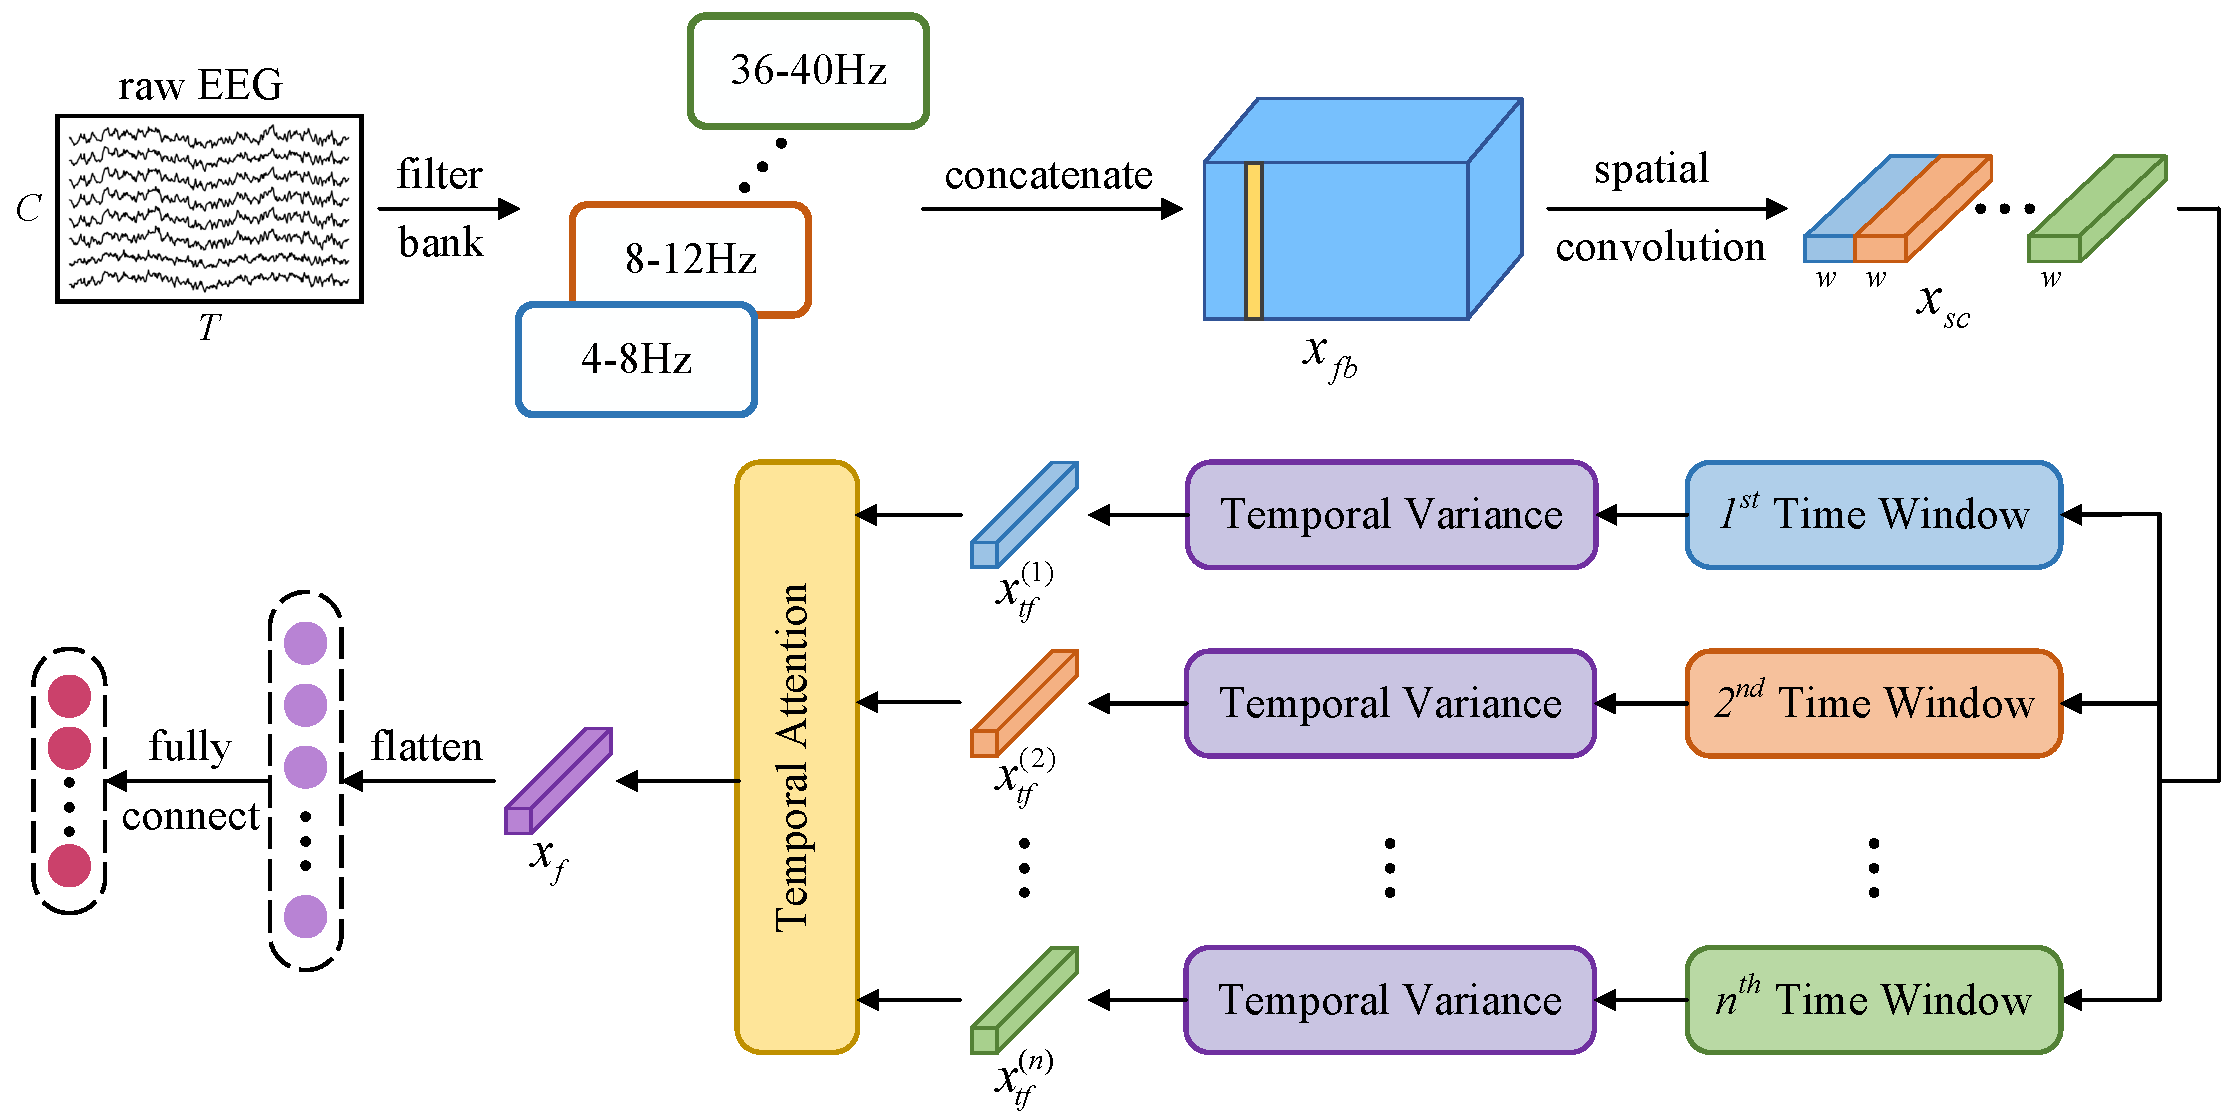 raw EEG
C
T
filter
bank
36-40Hz
8-12Hz
4-8Hz
concatenate
x_{fb}
spatial
convolution
w w w
x_{sc}
1^{st} Time Window
Temporal Variance
x_{tf}^{(1)}
2^{nd} Time Window
Temporal Variance
x_{tf}^{(2)}
n^{th} Time Window
Temporal Variance
x_{tf}^{(n)}
Temporal Attention
x_f
flatten
fully
connect